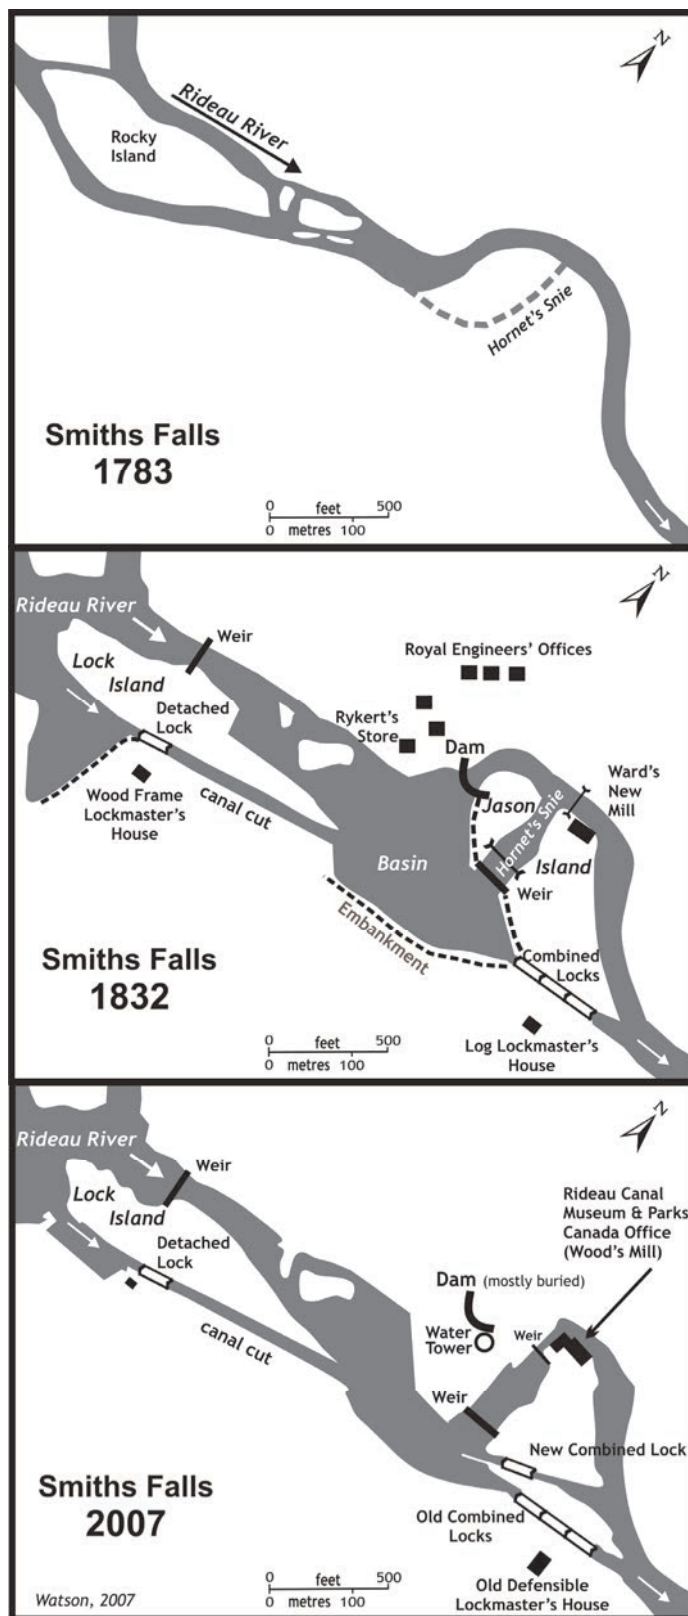 N
Rideau River
Rocky
Island
Hornet's Snie
Smiths Falls
1783
0 feet 500
0 metres 100
N
Rideau River
Weir
Royal Engineers' Offices
Lock
Island
Detached
Lock
Rykert's
Store
Dam
Ward's
New
Mill
Jason
Hornet's Snie
Wood Frame
Lockmaster's
House
canal cut
Island
Basin
Weir
Embankment
Combined
Locks
Smiths Falls
1832
0 feet 500
0 metres 100
Log Lockmaster's
House
N
Rideau River
Weir
Lock
Island
Rideau Canal
Museum & Parks
Canada Office
(Wood's Mill)
Detached
Lock
Dam (mostly buried)
canal cut
Water
Tower
Weir
Weir
New Combined Lock
Smiths Falls
2007
Old Combined
Locks
0 feet 500
0 metres 100
Old Defensible
Lockmaster's House
Watson, 2007